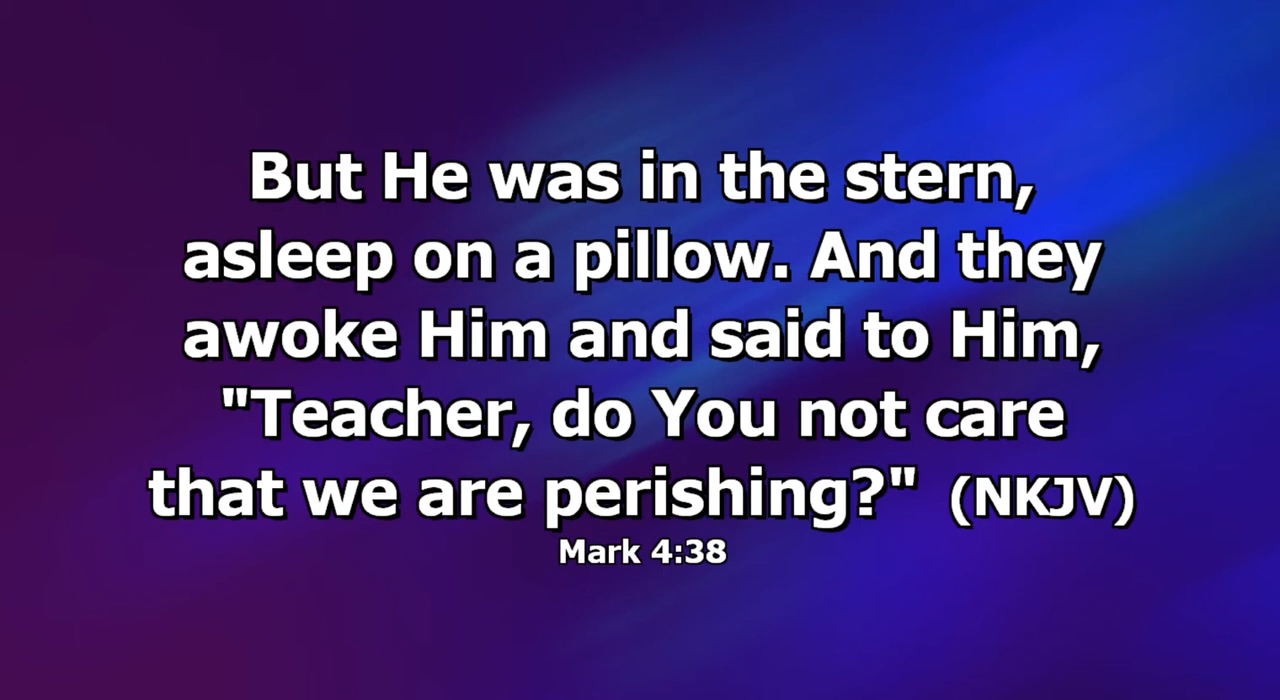 But He was in the stern,
asleep on a pillow. And they
awoke Him and said to Him,
"Teacher, do You not care
that we are perishing?" (NKJV)
Mark 4:38